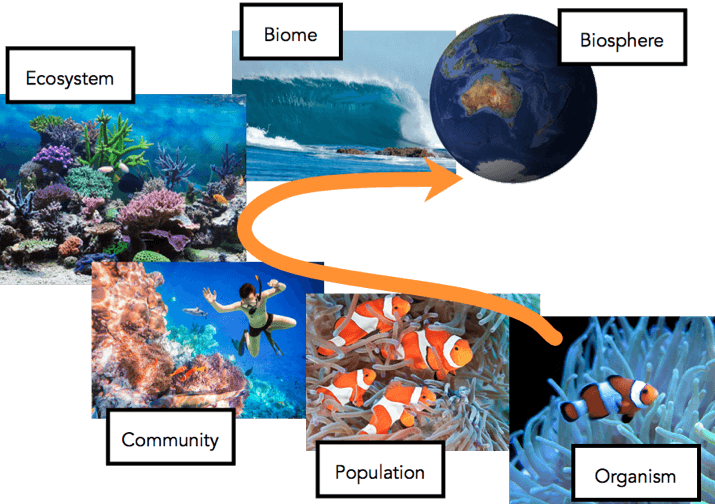 Biome
Biosphere
Ecosystem
Community
Population
Organism